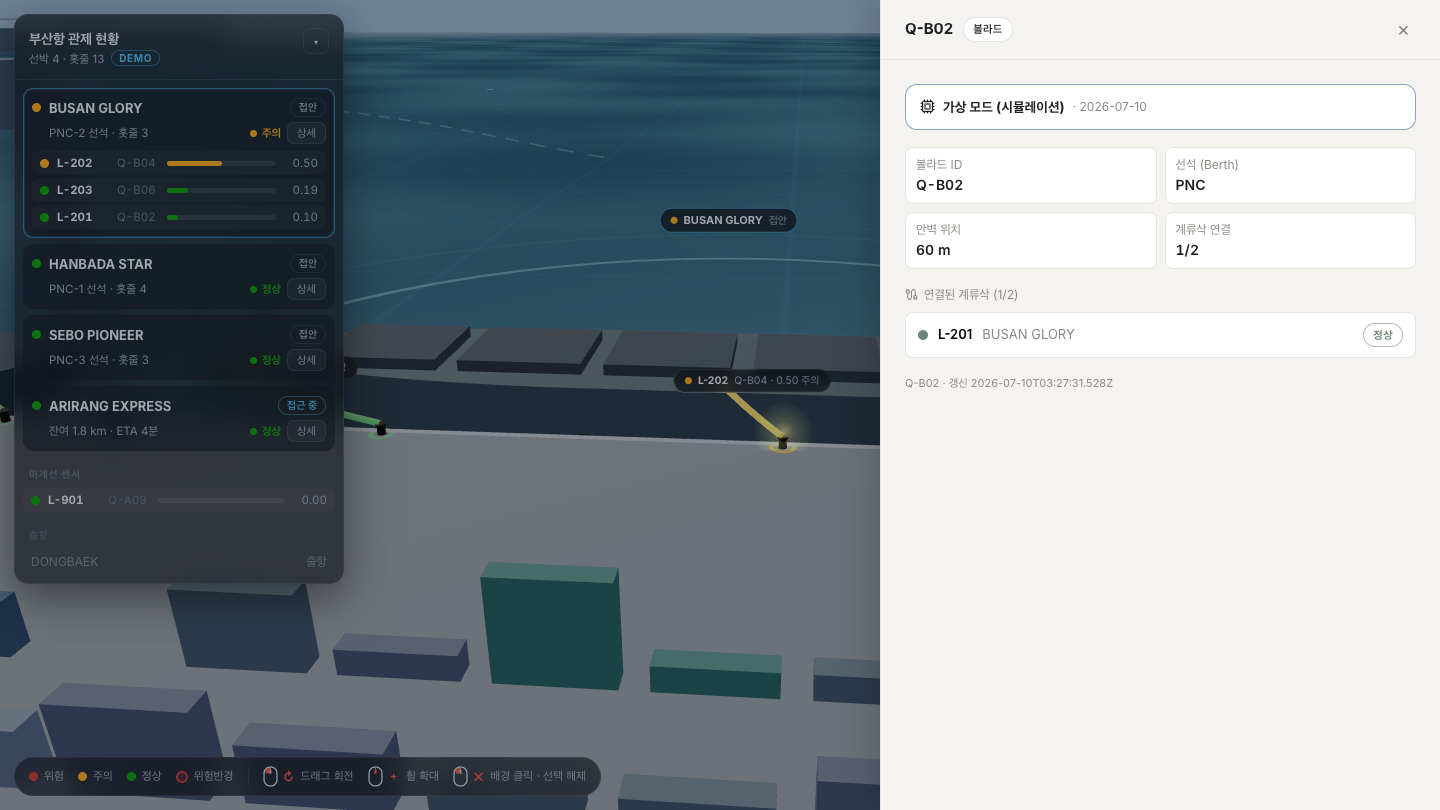 부산항 관제 현황
선박 4 · 홋줄 13 DEMO
BUSAN GLORY 접안
PNC-2 선석 · 홋줄 3 주의 상세
L-202 Q-B04 0.50
L-203 Q-B06 0.19
L-201 Q-B02 0.10
HANBADA STAR 접안
PNC-1 선석 · 홋줄 4 정상 상세
SEBO PIONEER 접안
PNC-3 선석 · 홋줄 3 정상 상세
ARIRANG EXPRESS 접근 중
잔여 1.8 km · ETA 4분 정상 상세
미계선 센서
L-901 Q-A09 0.00
출항
DONGBAEK 출항
BUSAN GLORY 접안
L-202 Q-B04 · 0.50 주의
위험 주의 정상 위험반경 드래그 회전 휠 확대 배경 클릭 · 선택 해제
Q-B02 볼라드
가상 모드 (시뮬레이션) · 2026-07-10
볼라드 ID
Q-B02
선석 (Berth)
PNC
안벽 위치
60 m
계류삭 연결
1/2
연결된 계류삭 (1/2)
L-201 BUSAN GLORY 정상
Q-B02 · 갱신 2026-07-10T03:27:31.528Z